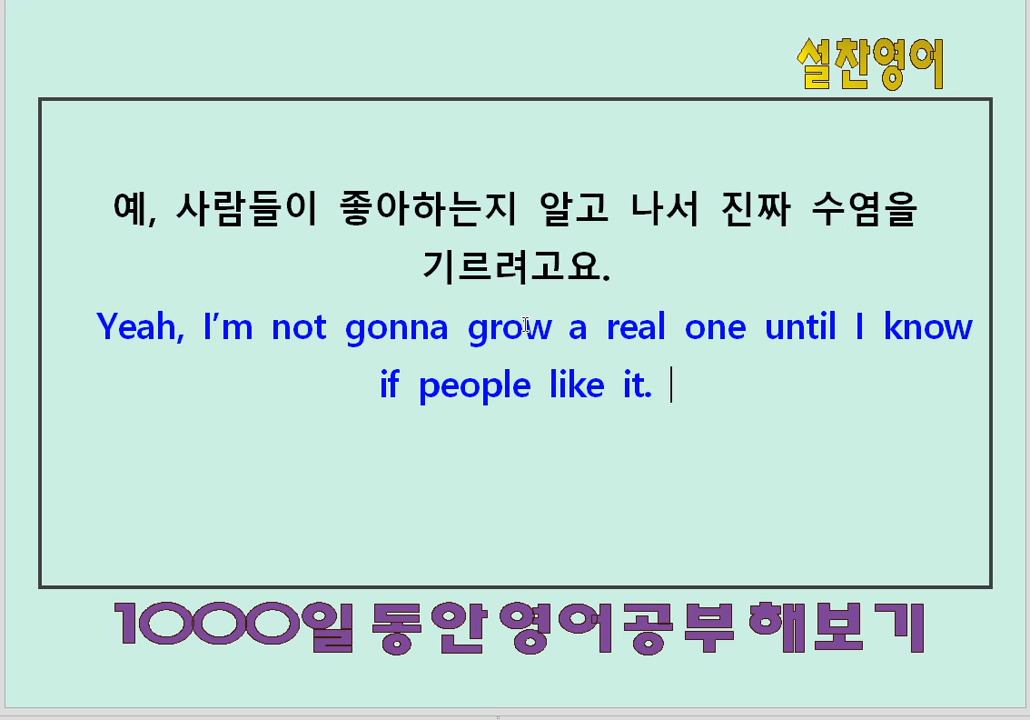 설찬영어
예, 사람들이 좋아하는지 알고 나서 진짜 수염을
기르려고요.
Yeah, I’m not gonna grow a real one until I know
if people like it.
1000일 동안 영어공부 해보기